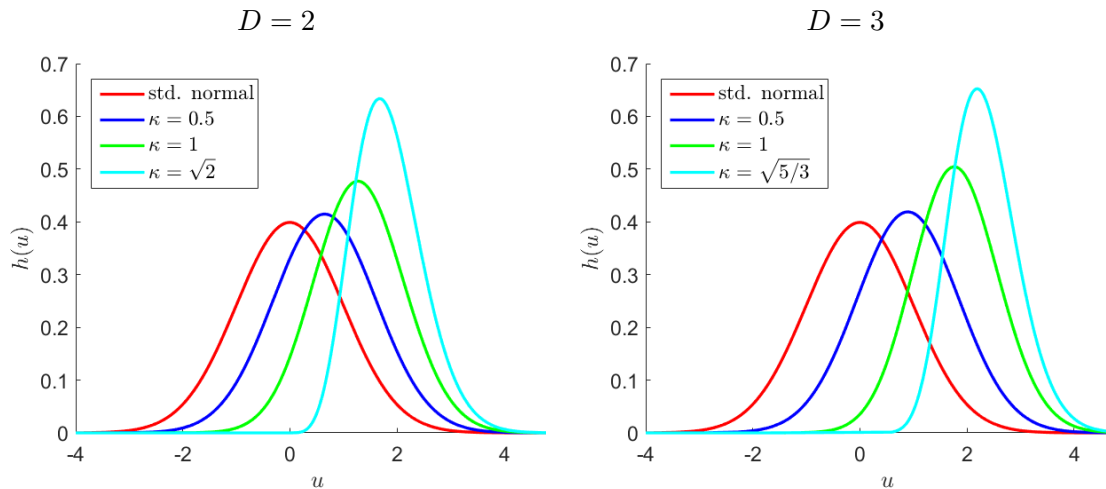 D = 2
0.7
0.6
0.5
0.4
0.3
0.2
0.1
0
h(u)
std. normal
κ = 0.5
κ = 1
κ = √2
-4
-2
0
2
4
u
D = 3
0.7
0.6
0.5
0.4
0.3
0.2
0.1
0
h(u)
std. normal
κ = 0.5
κ = 1
κ = √5/3
-4
-2
0
2
4
u